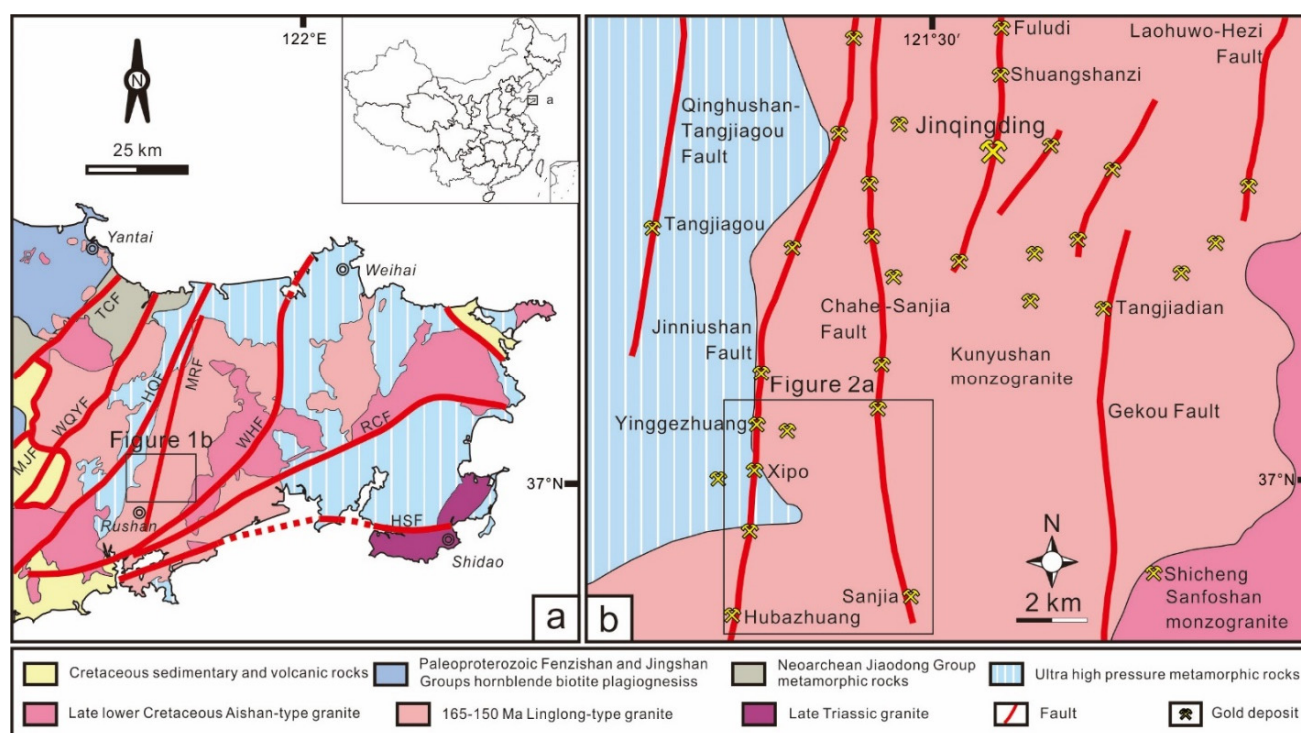 122°E
N
25 km
a
Yantai
Weihai
TCF
WQYF
HQF
MRF
WHF
RCF
MJF
Figure 1b
37°N
Rushan
HSF
Shidao
a
121°30′
Fuludi
Laohuwo-Hezi
Fault
Shuangshanzi
Qinghushan-
Tangjiagou
Fault
Jinqingding
Tangjiagou
Chahe-Sanjia
Fault
Tangjiadian
Jinniushan
Fault
Kunyushan
monzogranite
Figure 2a
Gekou Fault
Yinggezhuang
Xipo
37°N
N
2 km
Shicheng
Sanfoshan
monzogranite
Sanjia
Hubazhuang
b
Cretaceous sedimentary and volcanic rocks
Paleoproterozoic Fenzishan and Jingshan
Groups hornblende biotite plagiognesiss
Neoarchean Jiaodong Group
metamorphic rocks
Ultra high pressure metamorphic rocks
Late lower Cretaceous Aishan-type granite
165-150 Ma Linglong-type granite
Late Triassic granite
Fault
Gold deposit